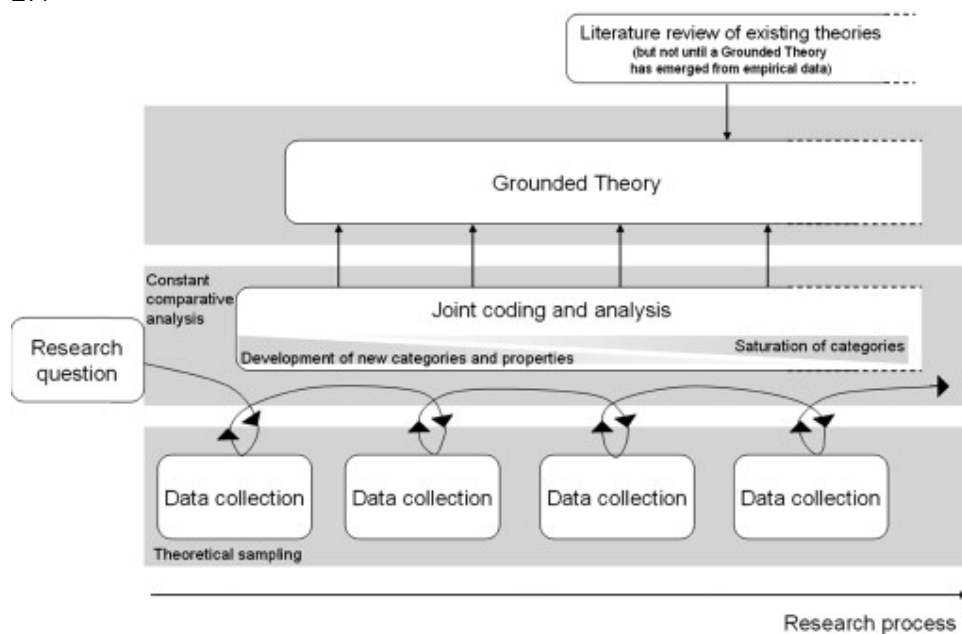 Literature review of existing theories
(but not until a Grounded Theory
has emerged from empirical data)
Grounded Theory
Constant
comparative
analysis
Joint coding and analysis
Saturation of categories
Development of new categories and properties
Research
question
Data collection
Data collection
Data collection
Data collection
Theoretical sampling
Research process